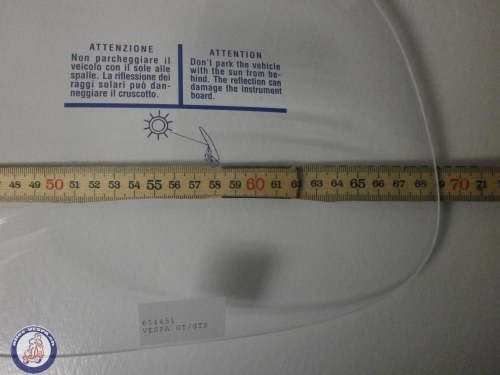 ATTENZIONE
Non parcheggiare il
veicolo con il sole alle
spalle. La riflessione dei
raggi solari può dan-
neggiare il cruscotto.
ATTENTION
Don't park the vehicle
with the sun from be-
hind. The reflection can
damage the instrument
board.
48 49 50 51 52 53 54 55 56 57 58 59 60 61 62 63 64 65 66 67 68 69 70 71
654451
VESPA GT/GTS